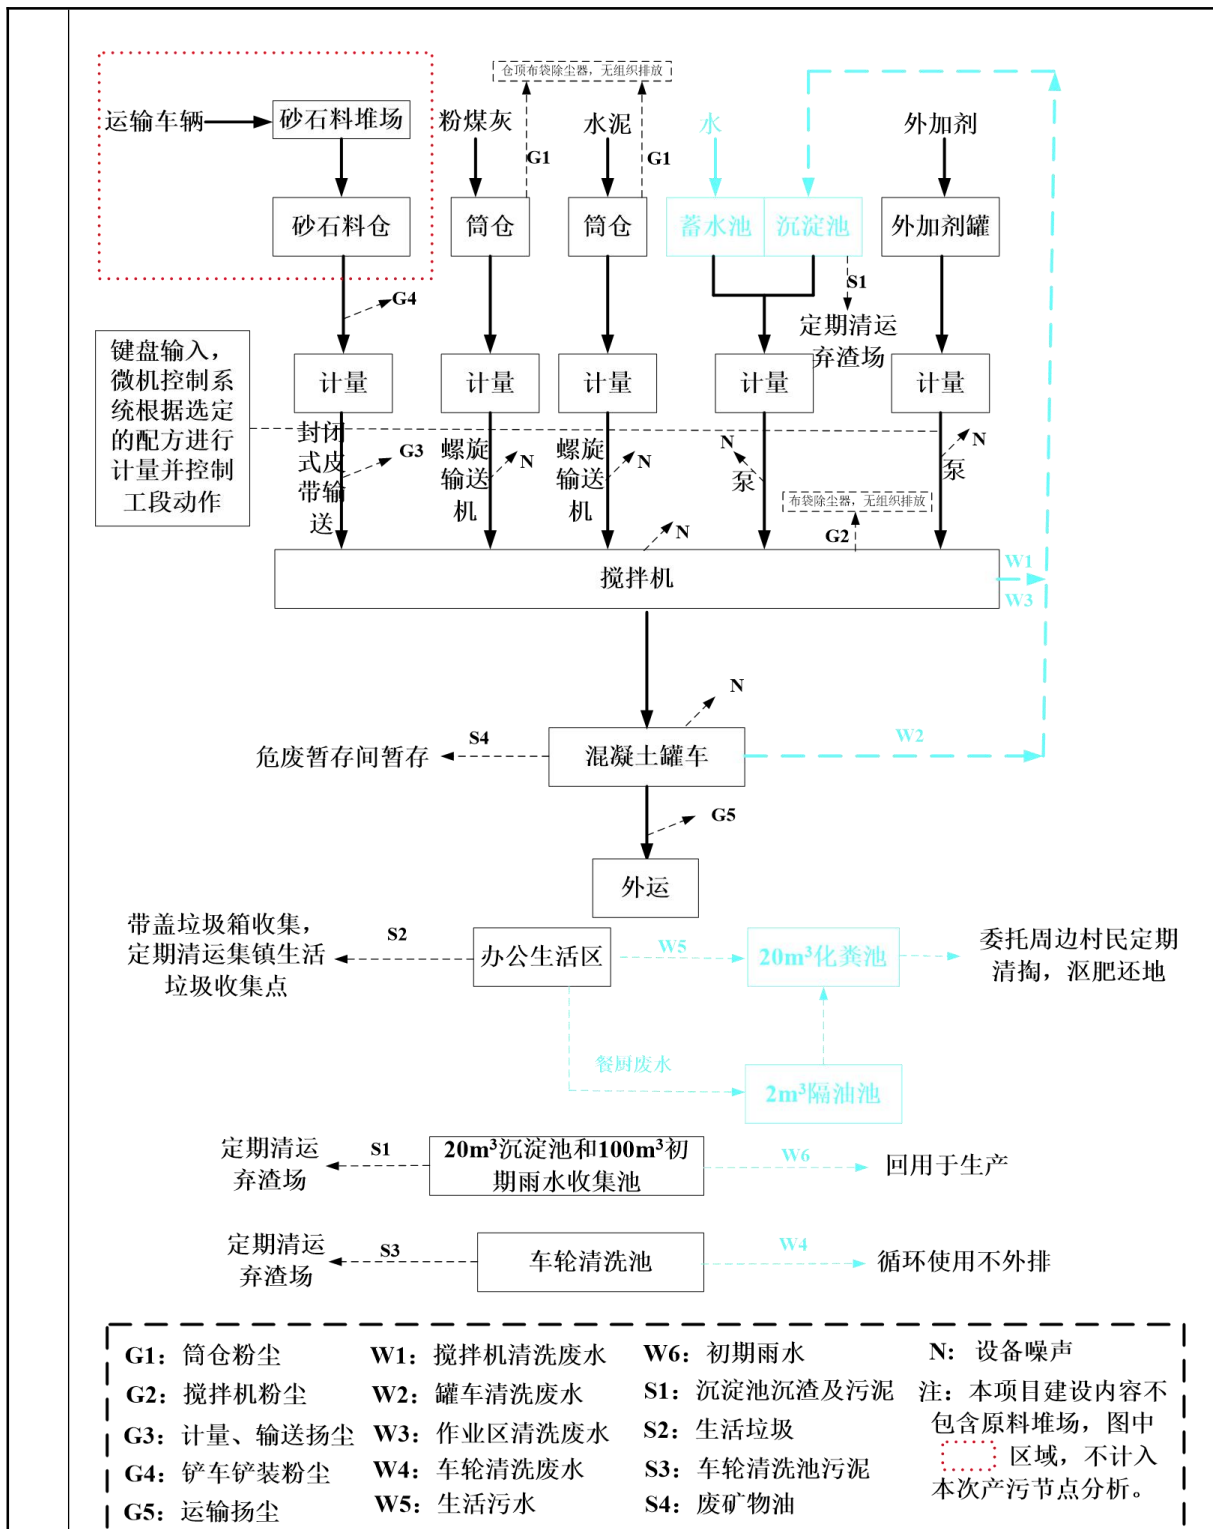 仓顶布袋除尘器，无组织排放
运输车辆
砂石料堆场
粉煤灰
水泥
水
外加剂
G1
G1
砂石料仓
筒仓
筒仓
蓄水池
沉淀池
外加剂罐
G4
S1
定期清运
弃渣场
键盘输入，
微机控制系
统根据选定
的配方进行
计量并控制
工段动作
计量
计量
计量
计量
计量
封闭
式皮
带输
送
G3
螺旋
输送
机
N
螺旋
输送
机
N
N
泵
N
泵
布袋除尘器，无组织排放
G2
N
搅拌机
W1
W3
N
危废暂存间暂存
S4
混凝土罐车
W2
G5
外运
带盖垃圾箱收集，
定期清运集镇生活
垃圾收集点
S2
办公生活区
W5
20m³化粪池
委托周边村民定期
清掏，沤肥还地
餐厨废水
2m³隔油池
定期清运
弃渣场
S1
20m³沉淀池和100m³初
期雨水收集池
W6
回用于生产
定期清运
弃渣场
S3
车轮清洗池
W4
循环使用不外排
G1：筒仓粉尘
G2：搅拌机粉尘
G3：计量、输送扬尘
G4：铲车铲装粉尘
G5：运输扬尘
W1：搅拌机清洗废水
W2：罐车清洗废水
W3：作业区清洗废水
W4：车轮清洗废水
W5：生活污水
W6：初期雨水
S1：沉淀池沉渣及污泥
S2：生活垃圾
S3：车轮清洗池污泥
S4：废矿物油
N：设备噪声
注：本项目建设内容不
包含原料堆场，图中
区域，不计入
本次产污节点分析。